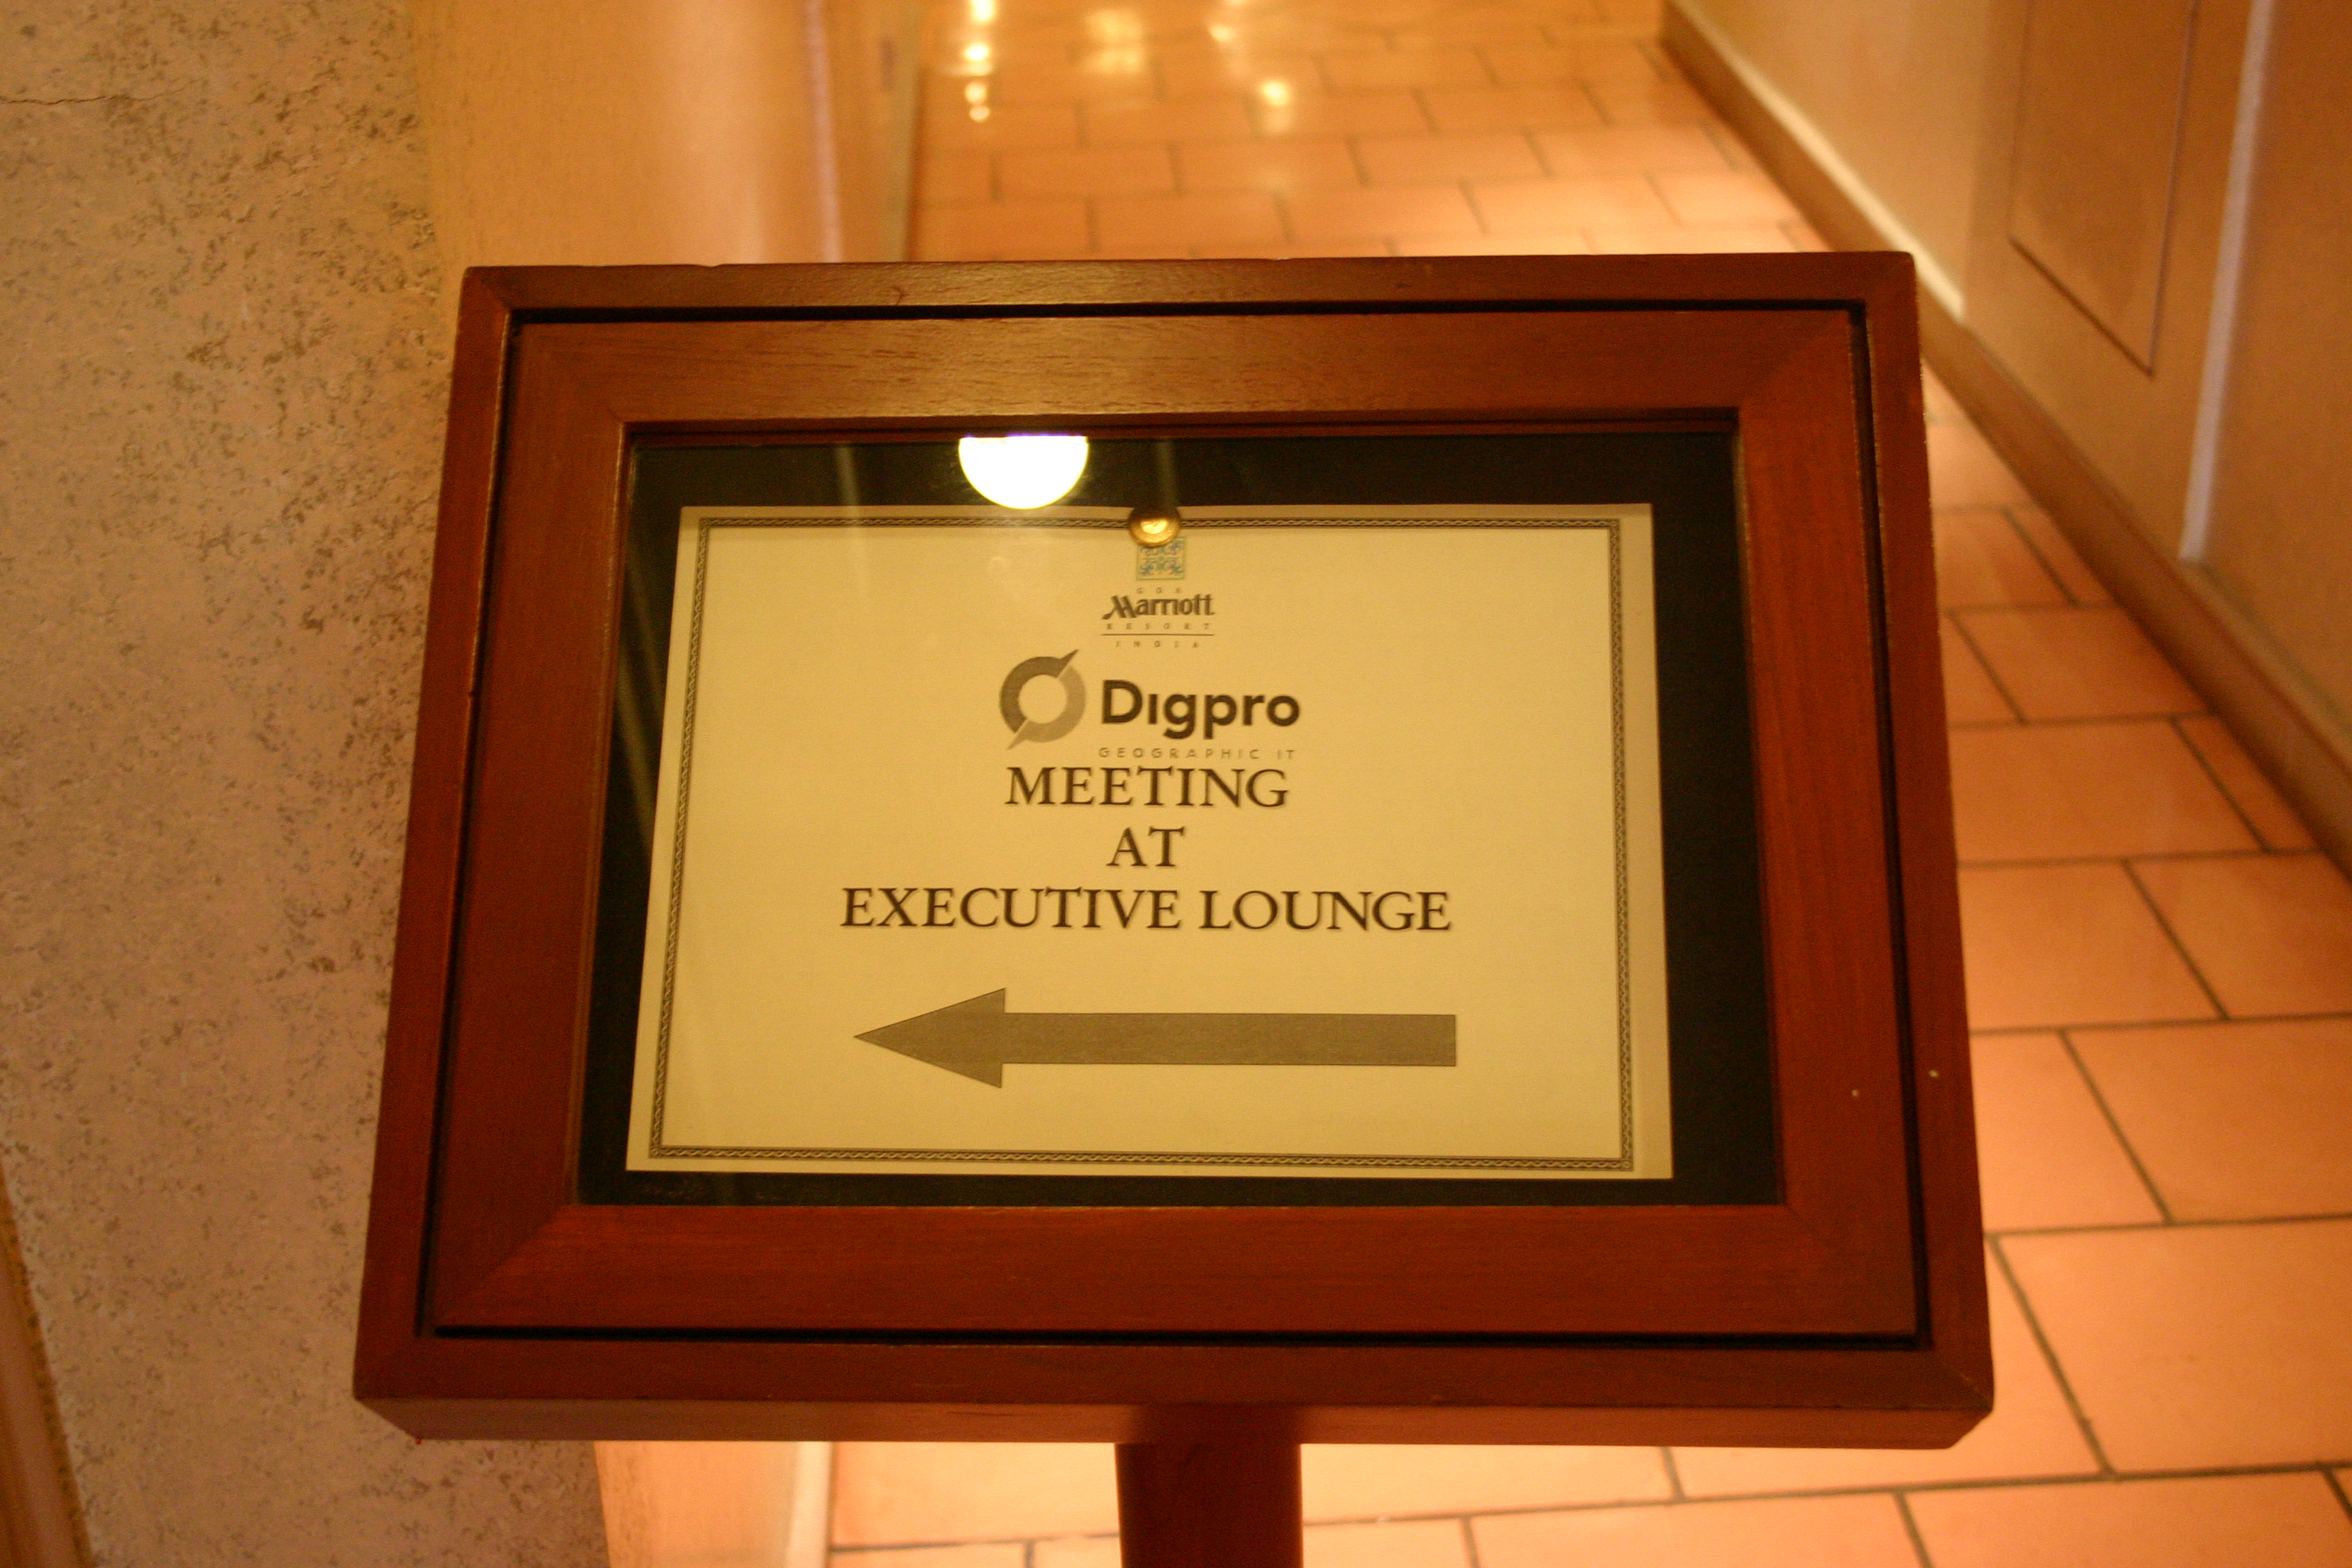 GOA
Marriott
RESORT
INDIA
Digpro
GEOGRAPHIC IT
MEETING
AT
EXECUTIVE LOUNGE